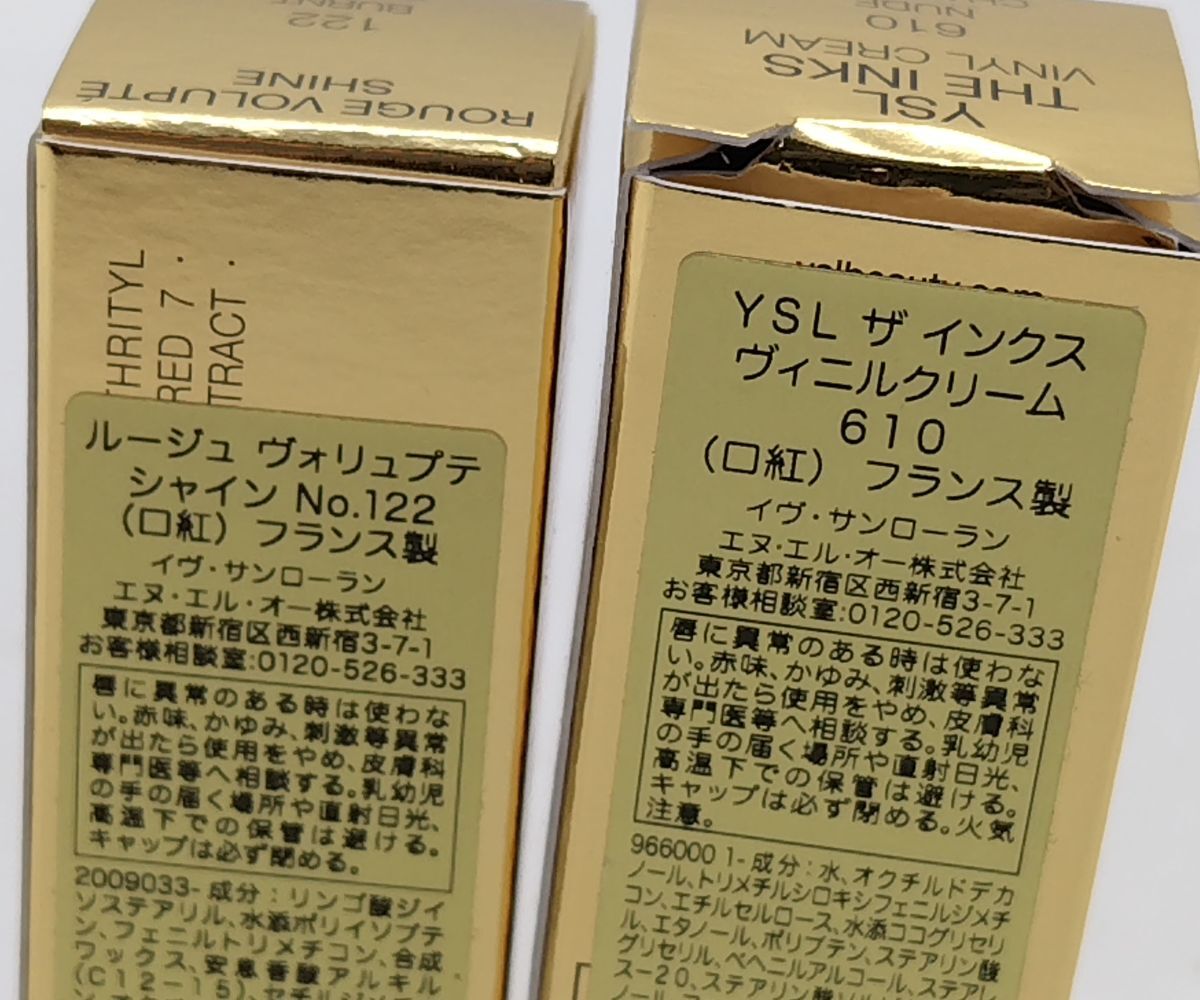 ROUGE VOLUPTÉ
SHINE
122
BURNT
THRITYL
RED 7 .
TRACT .
ルージュ ヴォリュプテ
シャイン No.122
(口紅) フランス製
イヴ・サンローラン
エヌ・エル・オー株式会社
東京都新宿区西新宿3-7-1
お客様相談室:0120-526-333
唇に異常のある時は使わな
い。赤味、かゆみ、刺激等異常
が出たら使用をやめ、皮膚科
専門医等へ相談する。乳幼児
の手の届く場所や直射日光、
高温下での保管は避ける。
キャップは必ず閉める。
2009033-成分:リンゴ酸ジイ
ソステアリル、水添ポリイソブテ
ン、フェニルトリメチコン、合成
ワックス、安息香酸アルキル
(C12-15)、
YSL
THE INKS
VINYL CREAM
610
NUDE
yslbeauty.com
YSL ザ インクス
ヴィニルクリーム
610
(口紅) フランス製
イヴ・サンローラン
エヌ・エル・オー株式会社
東京都新宿区西新宿3-7-1
お客様相談室:0120-526-333
唇に異常のある時は使わな
い。赤味、かゆみ、刺激等異常
が出たら使用をやめ、皮膚科
専門医等へ相談する。乳幼児
の手の届く場所や直射日光、
高温下での保管は避ける。
キャップは必ず閉める。火気
注意。
966000 1-成分:水、オクチルドデカ
ノール、トリメチルシロキシフェニルジメチ
コン、エチルセルロース、水添ココグリセリ
ル、エタノール、ポリブテン、ステアリン酸
グリセリル、ベヘニルアルコール、ステアレ
ス-20、ステアリン酸